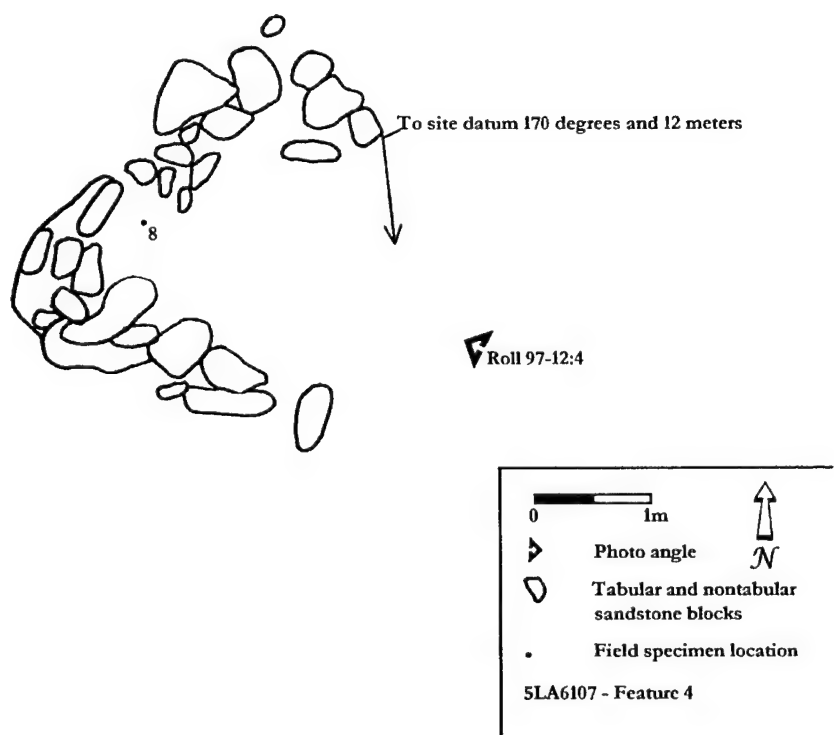 To site datum 170 degrees and 12 meters
8
Roll 97-12:4
0 1m
N
Photo angle
Tabular and nontabular
sandstone blocks
Field specimen location
5LA6107 - Feature 4